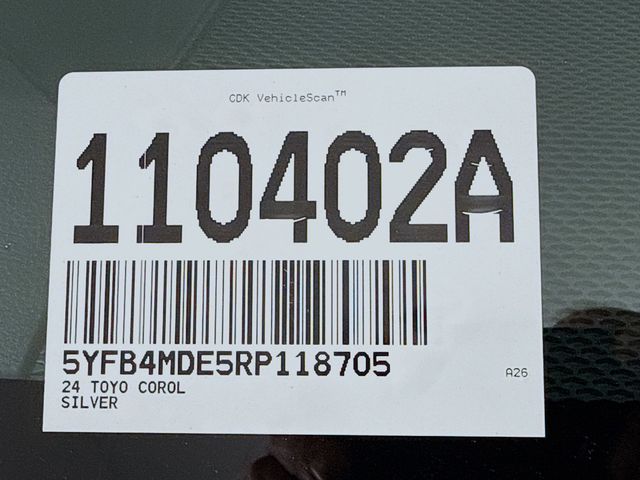 CDK VehicleScan™
110402A
5YFB4MDE5RP118705
24 TOYO COROL
SILVER
A26